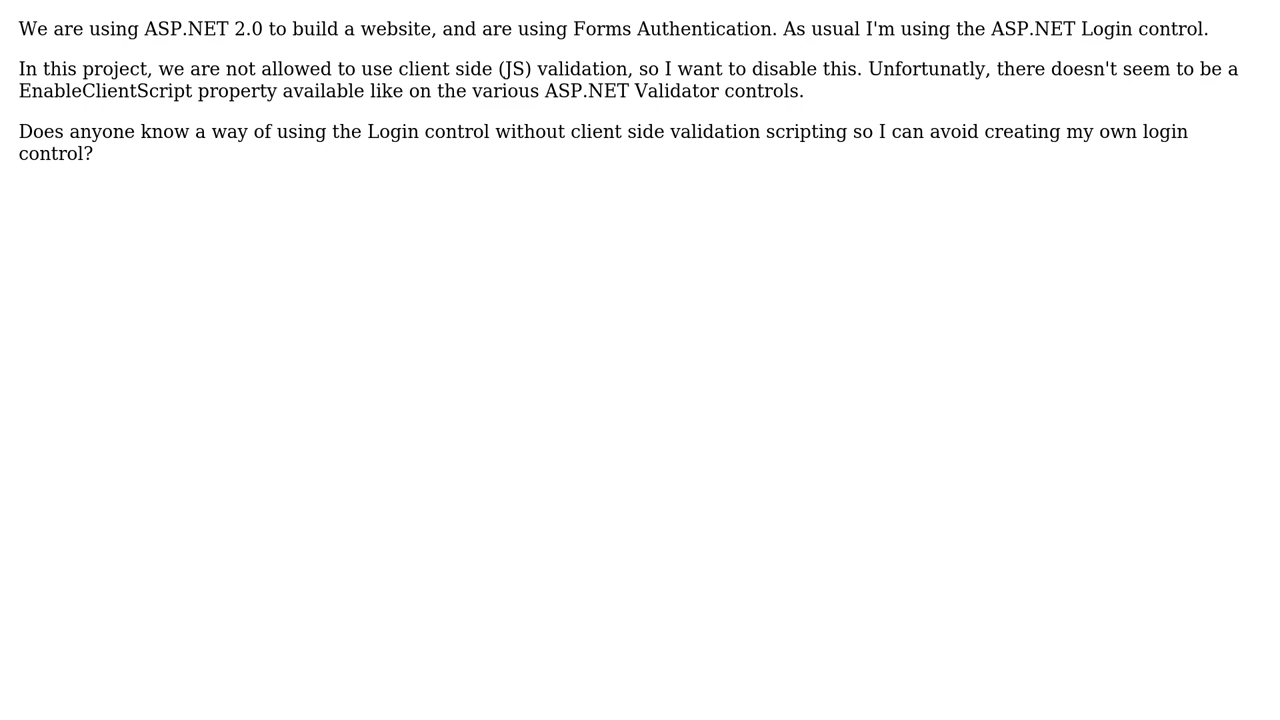 We are using ASP.NET 2.0 to build a website, and are using Forms Authentication. As usual I'm using the ASP.NET Login control.
In this project, we are not allowed to use client side (JS) validation, so I want to disable this. Unfortunatly, there doesn't seem to be a
EnableClientScript property available like on the various ASP.NET Validator controls.
Does anyone know a way of using the Login control without client side validation scripting so I can avoid creating my own login
control?